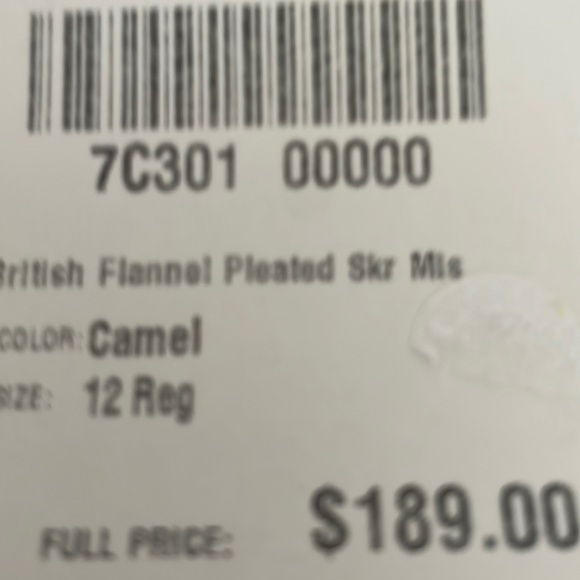 7C301 00000
British Flannel Pleated Skr Mis
COLOR: Camel
SIZE: 12 Reg
FULL PRICE: $189.00